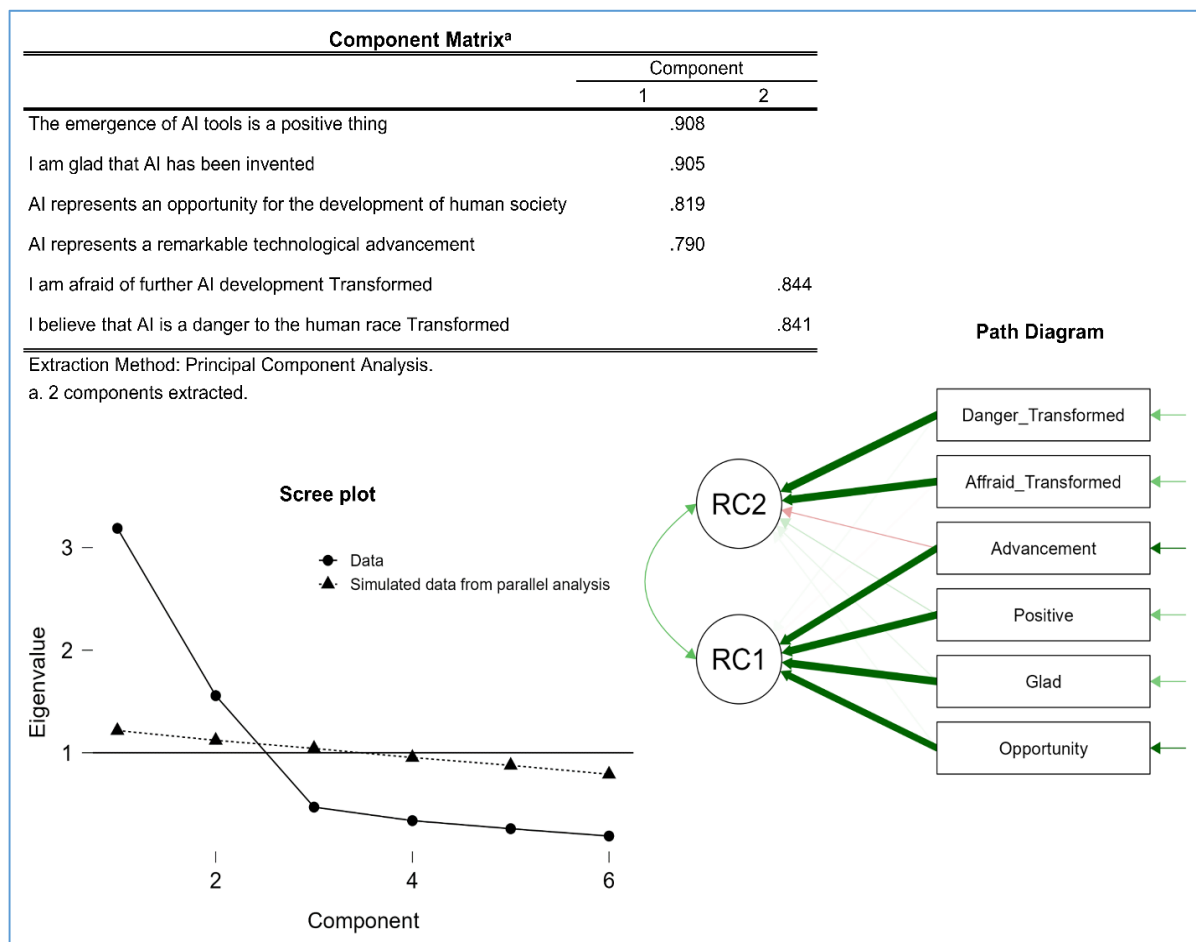 Component Matrixᵃ
Component
1 2
The emergence of AI tools is a positive thing .908
I am glad that AI has been invented .905
AI represents an opportunity for the development of human society .819
AI represents a remarkable technological advancement .790
I am afraid of further AI development Transformed .844
I believe that AI is a danger to the human race Transformed .841
Extraction Method: Principal Component Analysis.
a. 2 components extracted.
Scree plot
Data
Simulated data from parallel analysis
Eigenvalue
3
2
1
2 4 6
Component
Path Diagram
RC2
RC1
Danger_Transformed
Affraid_Transformed
Advancement
Positive
Glad
Opportunity